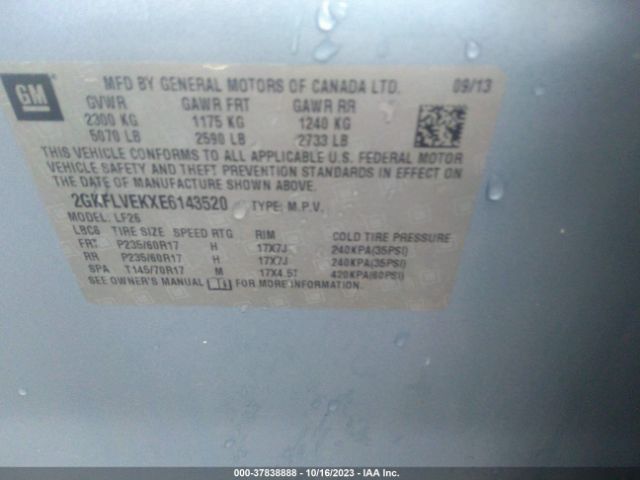 GM
MFD BY GENERAL MOTORS OF CANADA LTD. 09/13
GVWR GAWR FRT GAWR RR
2300 KG 1175 KG 1240 KG
5070 LB 2590 LB 2733 LB
THIS VEHICLE CONFORMS TO ALL APPLICABLE U.S. FEDERAL MOTOR
VEHICLE SAFETY AND THEFT PREVENTION STANDARDS IN EFFECT ON
THE DATE OF MANUFACTURE SHOWN ABOVE.
2GKFLVEKXE6143520 TYPE: M.P.V.
MODEL: LF26
LBC6 TIRE SIZE SPEED RTG RIM COLD TIRE PRESSURE
FRT P235/60R17 H 17X7J 240KPA(35PSI)
RR P235/60R17 H 17X7J 240KPA(35PSI)
SPA T145/70R17 M 17X4.5T 420KPA(60PSI)
SEE OWNER'S MANUAL FOR MORE INFORMATION.
000-37838888 - 10/16/2023 - IAA Inc.